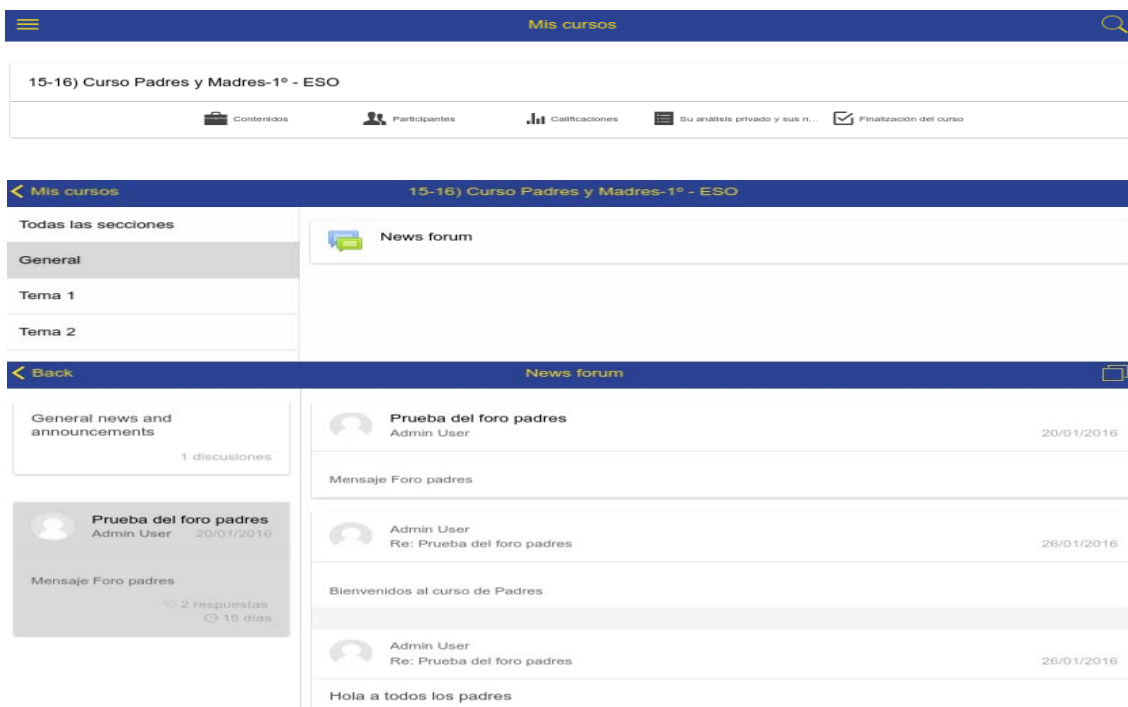 Mis cursos
15-16) Curso Padres y Madres-1º - ESO
Contenidos
Participantes
Calificaciones
Su análisis privado y sus n...
Finalización del curso
Mis cursos
15-16) Curso Padres y Madres-1º - ESO
Todas las secciones
General
Tema 1
Tema 2
News forum
Back
News forum
General news and
announcements
1 discusiones
Prueba del foro padres
Admin User 20/01/2016
Mensaje Foro padres
2 respuestas
15 días
Prueba del foro padres
Admin User
20/01/2016
Mensaje Foro padres
Admin User
Re: Prueba del foro padres
26/01/2016
Bienvenidos al curso de Padres
Admin User
Re: Prueba del foro padres
26/01/2016
Hola a todos los padres